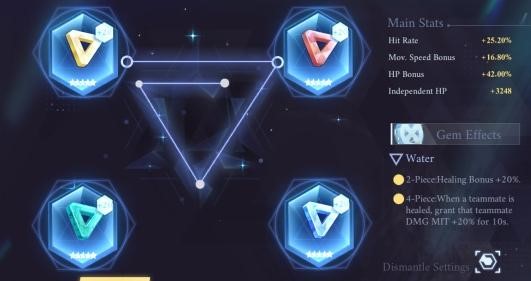 Main Stats
Hit Rate +25.20%
Mov. Speed Bonus +16.80%
HP Bonus +42.00%
Independent HP +3248
Gem Effects
Water
2-Piece:Healing Bonus +20%.
4-Piece:When a teammate is
healed, grant that teammate
DMG MIT +20% for 10s.
Dismantle Settings